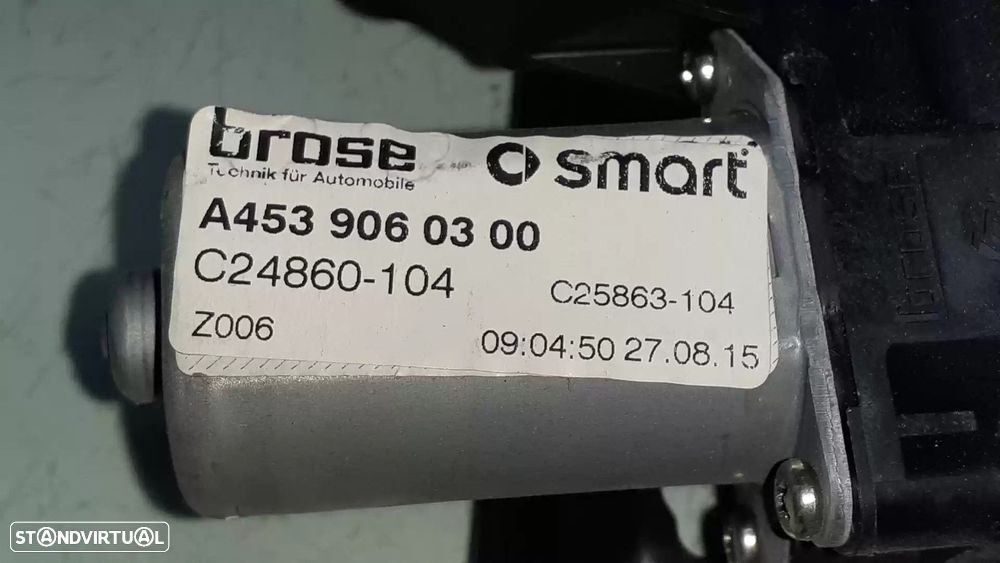 brose smart
Technik für Automobile
A453 906 03 00
C24860-104 C25863-104
Z006 09:04:50 27.08.15
brose
STANDVIRTUAL